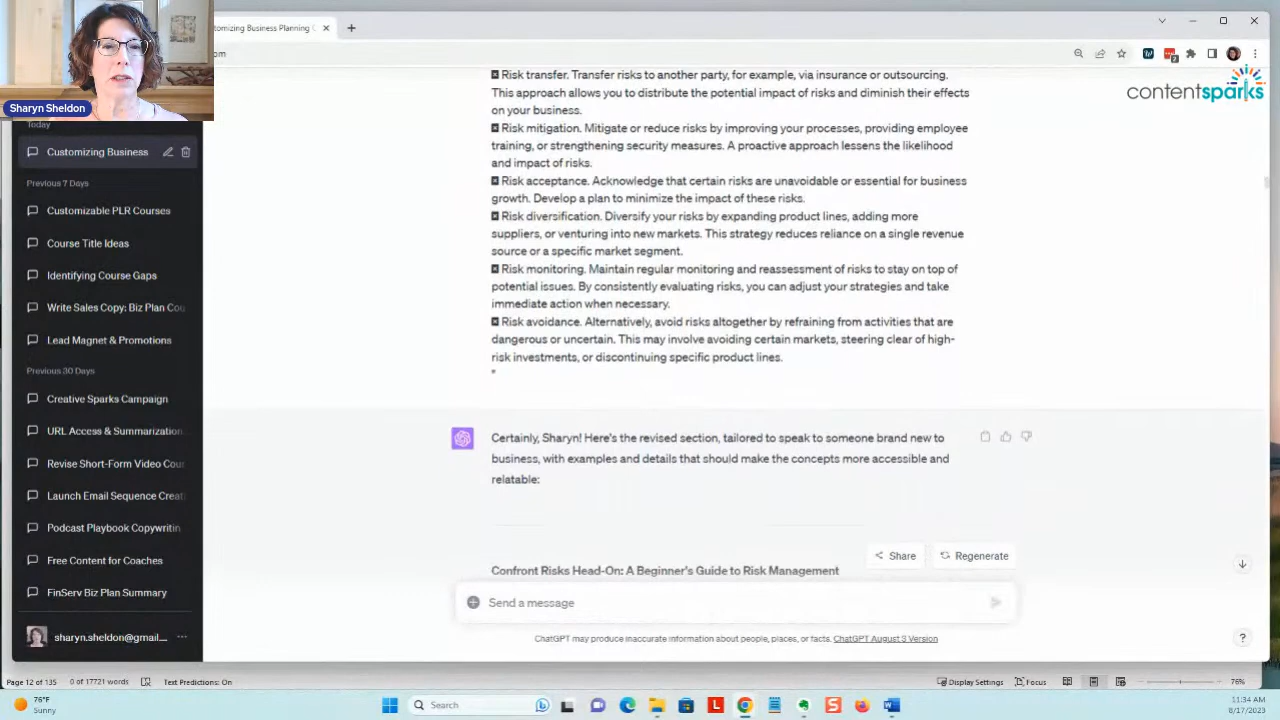 Sharyn Sheldon
tomizing Business Planning
om
contentsparks
Today
Customizing Business
Previous 7 Days
Customizable PLR Courses
Course Title Ideas
Identifying Course Gaps
Write Sales Copy: Biz Plan Cou
Lead Magnet & Promotions
Previous 30 Days
Creative Sparks Campaign
URL Access & Summarization
Revise Short-Form Video Cour
Launch Email Sequence Creati
Podcast Playbook Copywritin
Free Content for Coaches
FinServ Biz Plan Summary
sharyn.sheldon@gmail...
Risk transfer. Transfer risks to another party, for example, via insurance or outsourcing.
This approach allows you to distribute the potential impact of risks and diminish their effects
on your business.
Risk mitigation. Mitigate or reduce risks by improving your processes, providing employee
training, or strengthening security measures. A proactive approach lessens the likelihood
and impact of risks.
Risk acceptance. Acknowledge that certain risks are unavoidable or essential for business
growth. Develop a plan to minimize the impact of these risks.
Risk diversification. Diversify your risks by expanding product lines, adding more
suppliers, or venturing into new markets. This strategy reduces reliance on a single revenue
source or a specific market segment.
Risk monitoring. Maintain regular monitoring and reassessment of risks to stay on top of
potential issues. By consistently evaluating risks, you can adjust your strategies and take
immediate action when necessary.
Risk avoidance. Alternatively, avoid risks altogether by refraining from activities that are
dangerous or uncertain. This may involve avoiding certain markets, steering clear of high-
risk investments, or discontinuing specific product lines.
"
Certainly, Sharyn! Here's the revised section, tailored to speak to someone brand new to
business, with examples and details that should make the concepts more accessible and
relatable:
Share
Regenerate
Confront Risks Head-On: A Beginner's Guide to Risk Management
Send a message
ChatGPT may produce inaccurate information about people, places, or facts. ChatGPT August 3 Version
?
Page 12 of 135
0 of 17721 words
Text Predictions: On
Display Settings
Focus
76%
76°F
Sunny
Search
11:34 AM
8/17/2023